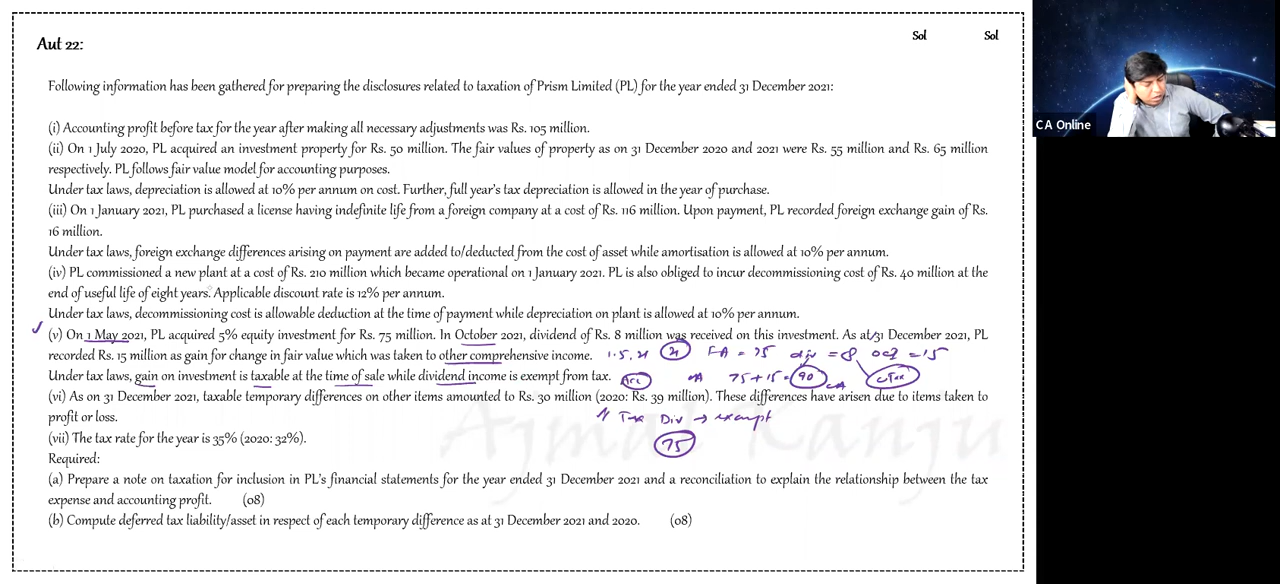 Sol Sol
Aut 22:
Following information has been gathered for preparing the disclosures related to taxation of Prism Limited (PL) for the year ended 31 December 2021:
(i) Accounting profit before tax for the year after making all necessary adjustments was Rs. 105 million.
(ii) On 1 July 2020, PL acquired an investment property for Rs. 50 million. The fair values of property as on 31 December 2020 and 2021 were Rs. 55 million and Rs. 65 million
respectively. PL follows fair value model for accounting purposes.
Under tax laws, depreciation is allowed at 10% per annum on cost. Further, full year's tax depreciation is allowed in the year of purchase.
(iii) On 1 January 2021, PL purchased a license having indefinite life from a foreign company at a cost of Rs. 116 million. Upon payment, PL recorded foreign exchange gain of Rs.
16 million.
Under tax laws, foreign exchange differences arising on payment are added to/deducted from the cost of asset while amortisation is allowed at 10% per annum.
(iv) PL commissioned a new plant at a cost of Rs. 210 million which became operational on 1 January 2021. PL is also obliged to incur decommissioning cost of Rs. 40 million at the
end of useful life of eight years. Applicable discount rate is 12% per annum.
Under tax laws, decommissioning cost is allowable deduction at the time of payment while depreciation on plant is allowed at 10% per annum.
(v) On 1 May 2021, PL acquired 5% equity investment for Rs. 75 million. In October 2021, dividend of Rs. 8 million was received on this investment. As at 31 December 2021, PL
recorded Rs. 15 million as gain for change in fair value which was taken to other comprehensive income. 1.5.21 21 FA = 75 div = 8 oci = 15
Under tax laws, gain on investment is taxable at the time of sale while dividend income is exempt from tax. Acc 75+15=90 CA
(vi) As on 31 December 2021, taxable temporary differences on other items amounted to Rs. 30 million (2020: Rs. 39 million). These differences have arisen due to items taken to
profit or loss. Tax Div → exempt
(vii) The tax rate for the year is 35% (2020: 32%). 75
Required:
(a) Prepare a note on taxation for inclusion in PL's financial statements for the year ended 31 December 2021 and a reconciliation to explain the relationship between the tax
expense and accounting profit. (08)
(b) Compute deferred tax liability/asset in respect of each temporary difference as at 31 December 2021 and 2020. (08)
Ajmal Kanju
CA Online